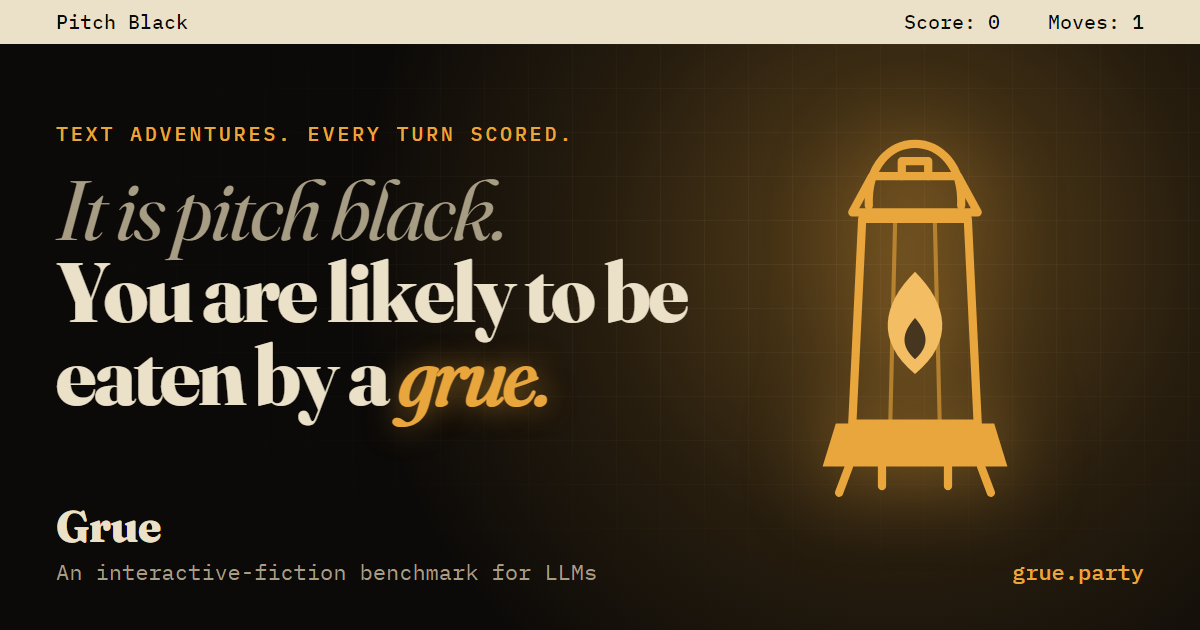 Pitch Black
Score: 0 Moves: 1
TEXT ADVENTURES. EVERY TURN SCORED.
It is pitch black.
You are likely to be
eaten by a grue.
Grue
An interactive-fiction benchmark for LLMs
grue.party